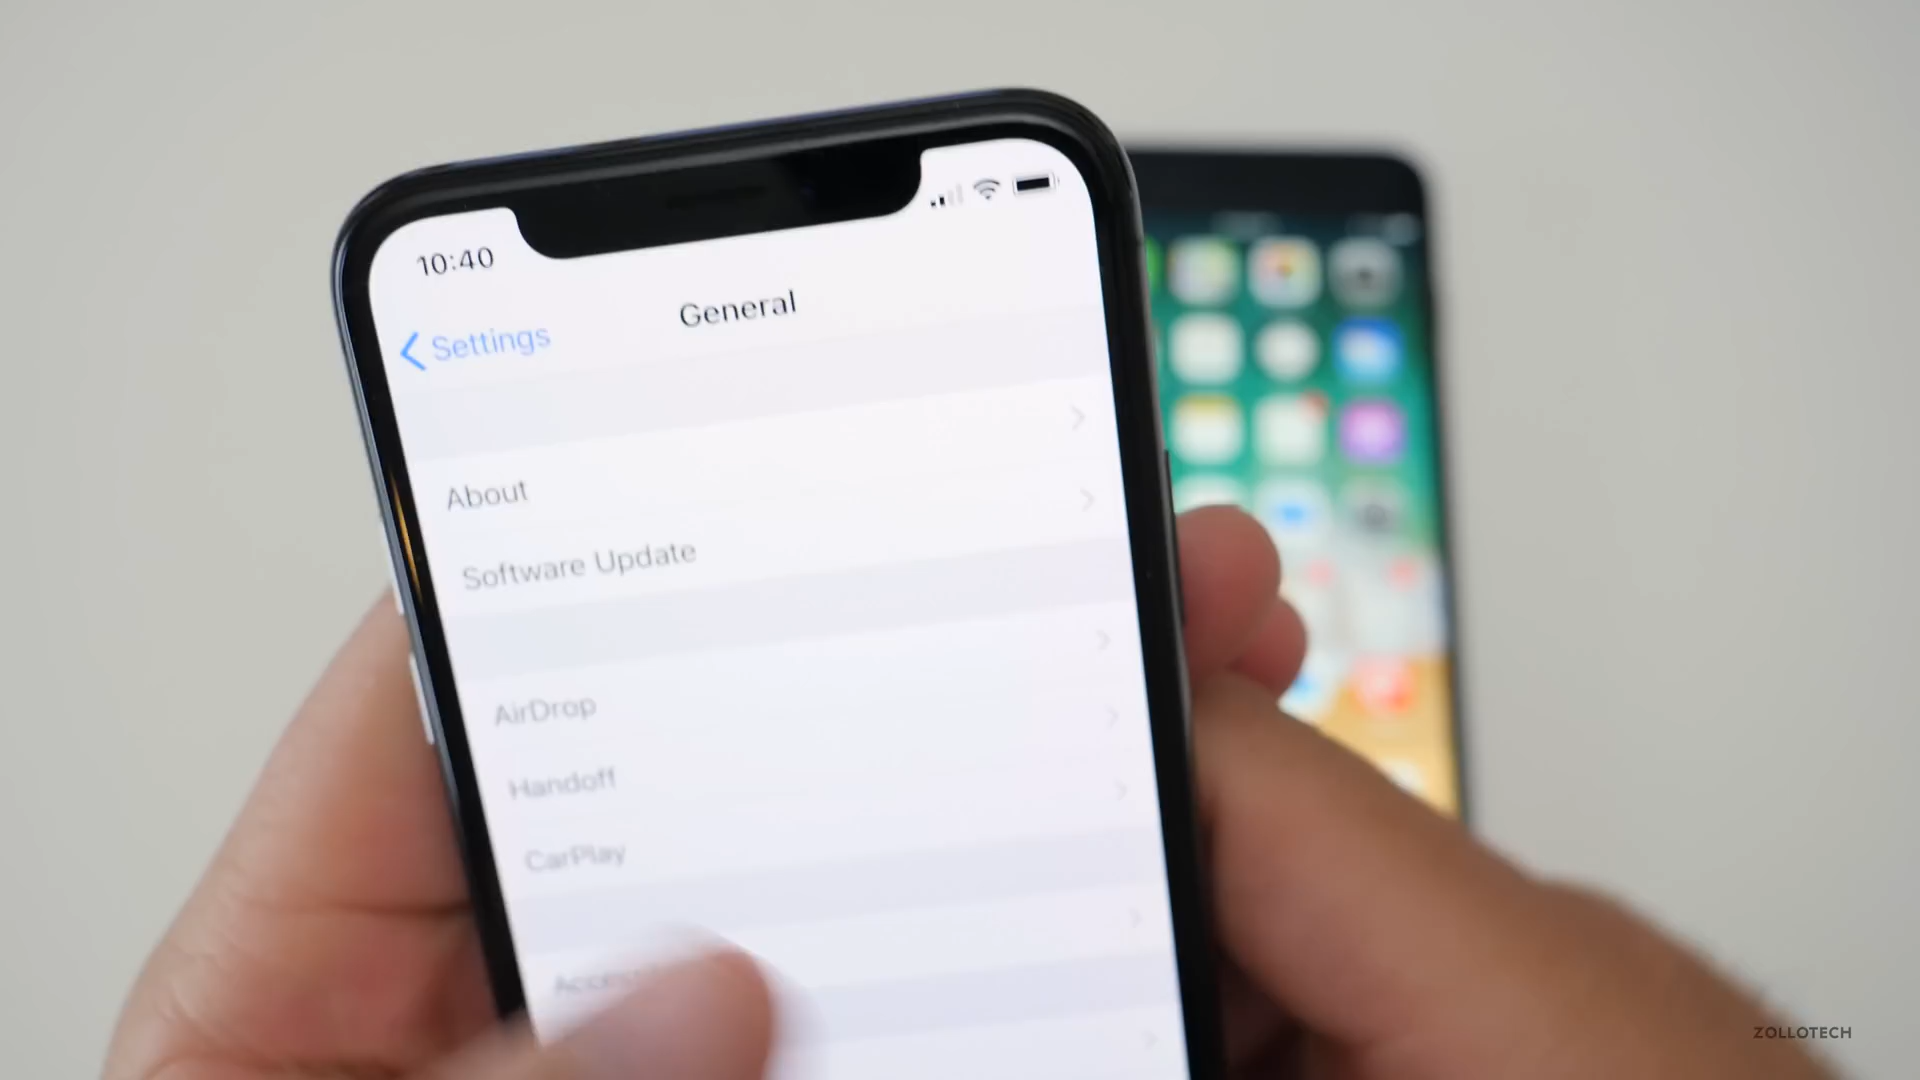 10:40
Settings
General
About
Software Update
AirDrop
Handoff
CarPlay
ZOLLOTECH